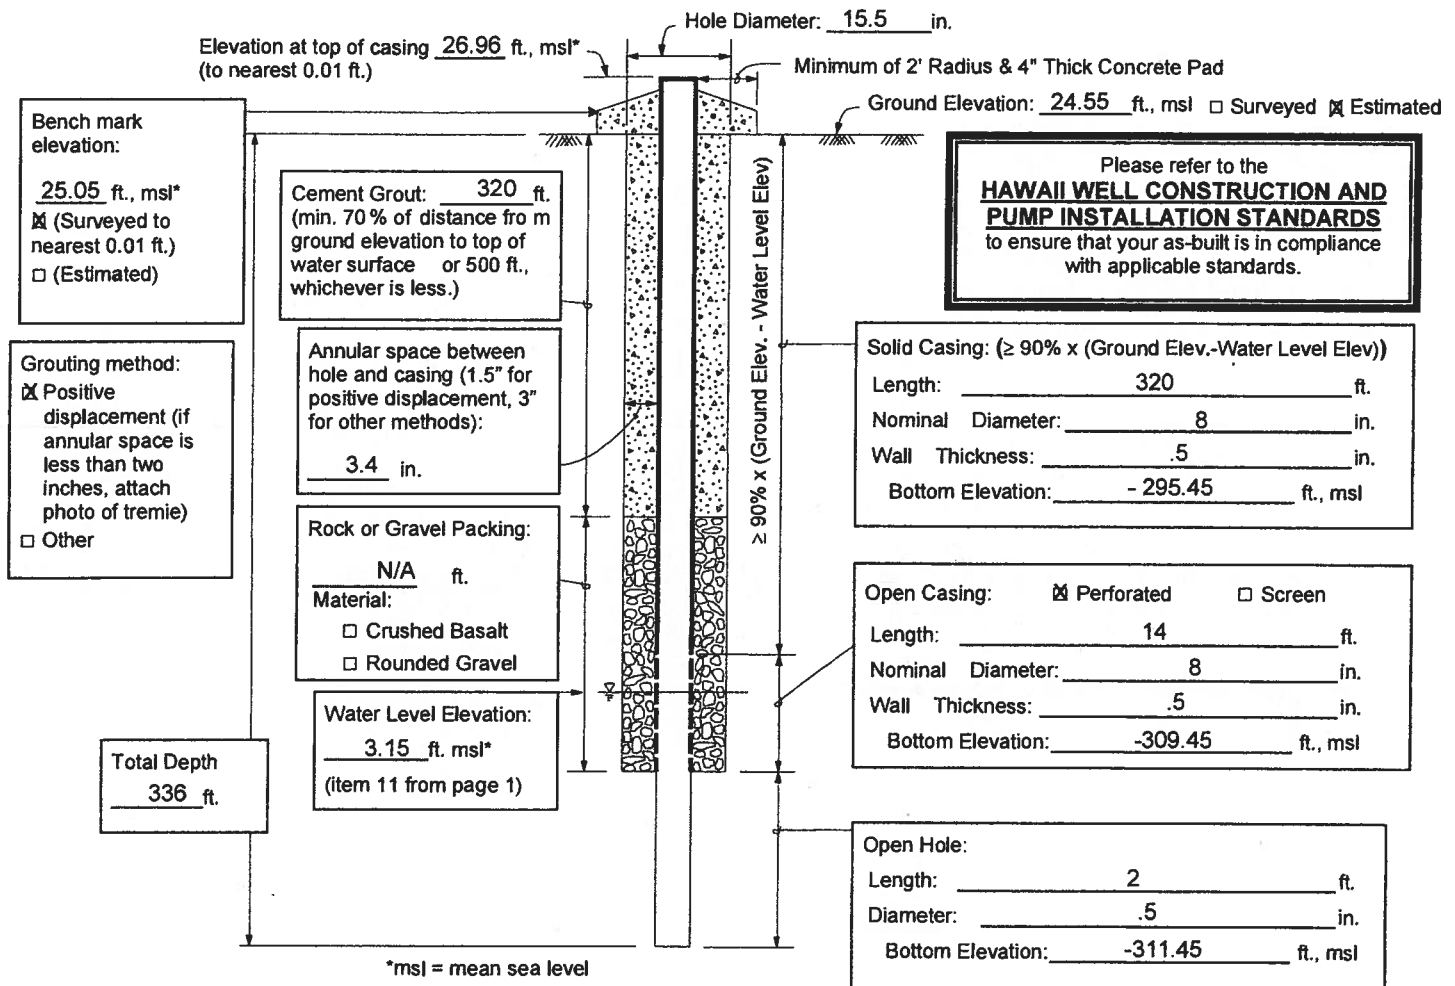 Hole Diameter: 15.5 in.
Elevation at top of casing 26.96 ft., msl*
(to nearest 0.01 ft.)
Minimum of 2' Radius & 4" Thick Concrete Pad
Ground Elevation: 24.55 ft., msl ☐ Surveyed ☒ Estimated
Bench mark
elevation:
25.05 ft., msl*
☒ (Surveyed to
nearest 0.01 ft.)
☐ (Estimated)
Cement Grout: 320 ft.
(min. 70% of distance fro m
ground elevation to top of
water surface or 500 ft.,
whichever is less.)
Please refer to the
HAWAII WELL CONSTRUCTION AND
PUMP INSTALLATION STANDARDS
to ensure that your as-built is in compliance
with applicable standards.
≥ 90% x (Ground Elev. - Water Level Elev)
Grouting method:
☒ Positive
displacement (if
annular space is
less than two
inches, attach
photo of tremie)
☐ Other
Annular space between
hole and casing (1.5" for
positive displacement, 3"
for other methods):
3.4 in.
Solid Casing: (≥ 90% x (Ground Elev.-Water Level Elev))
Length: 320 ft.
Nominal Diameter: 8 in.
Wall Thickness: .5 in.
Bottom Elevation: - 295.45 ft., msl
Rock or Gravel Packing:
N/A ft.
Material:
☐ Crushed Basalt
☐ Rounded Gravel
Open Casing: ☒ Perforated ☐ Screen
Length: 14 ft.
Nominal Diameter: 8 in.
Wall Thickness: .5 in.
Bottom Elevation: -309.45 ft., msl
Water Level Elevation:
3.15 ft. msl*
(item 11 from page 1)
Total Depth
336 ft.
Open Hole:
Length: 2 ft.
Diameter: .5 in.
Bottom Elevation: -311.45 ft., msl
*msl = mean sea level